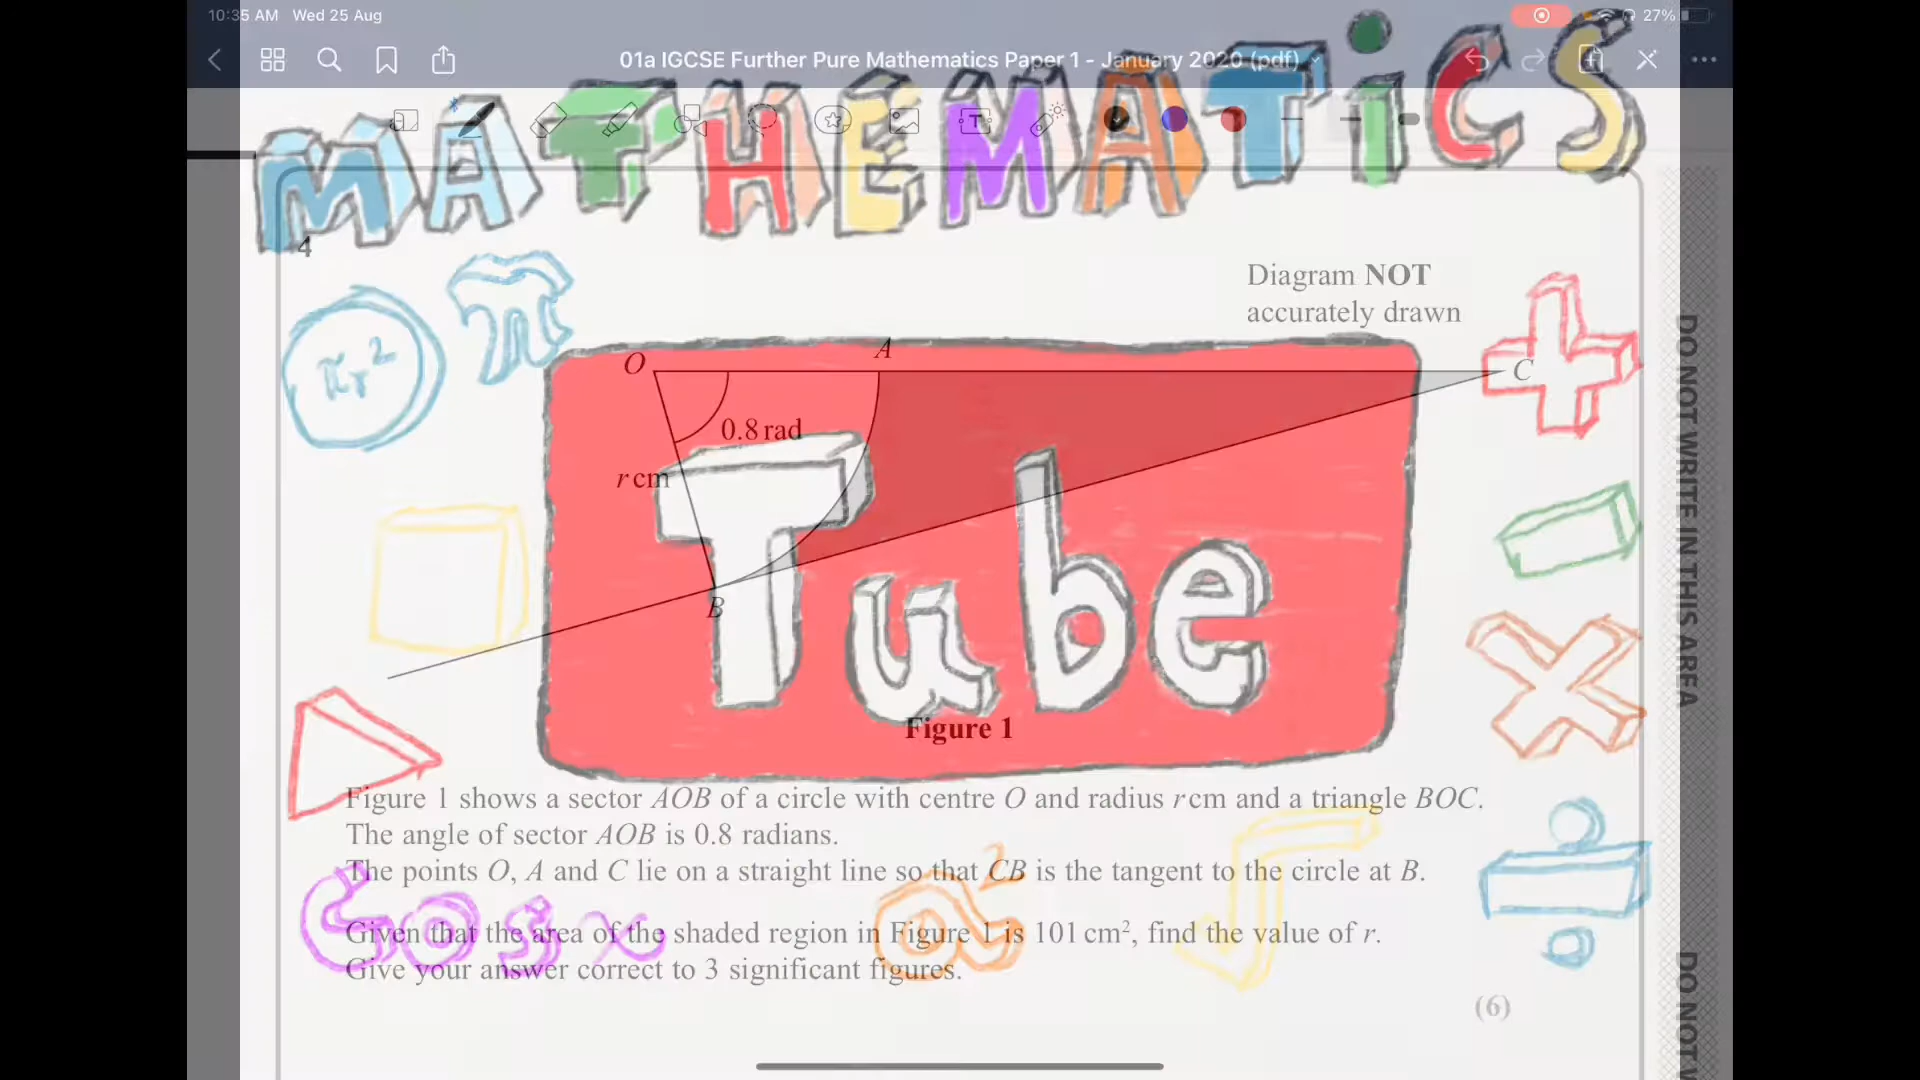 10:35 AM Wed 25 Aug
27%
01a IGCSE Further Pure Mathematics Paper 1 - January 2020 (pdf)
MATHEMATiCS
4
π
πr²
Diagram NOT
accurately drawn
O
A
C
0.8 rad
r cm
B
Tube
Figure 1
Figure 1 shows a sector AOB of a circle with centre O and radius r cm and a triangle BOC.
The angle of sector AOB is 0.8 radians.
The points O, A and C lie on a straight line so that CB is the tangent to the circle at B.
Given that the area of the shaded region in Figure 1 is 101 cm², find the value of r.
Give your answer correct to 3 significant figures.
(6)
Cos x
DO NOT WRITE IN THIS AREA